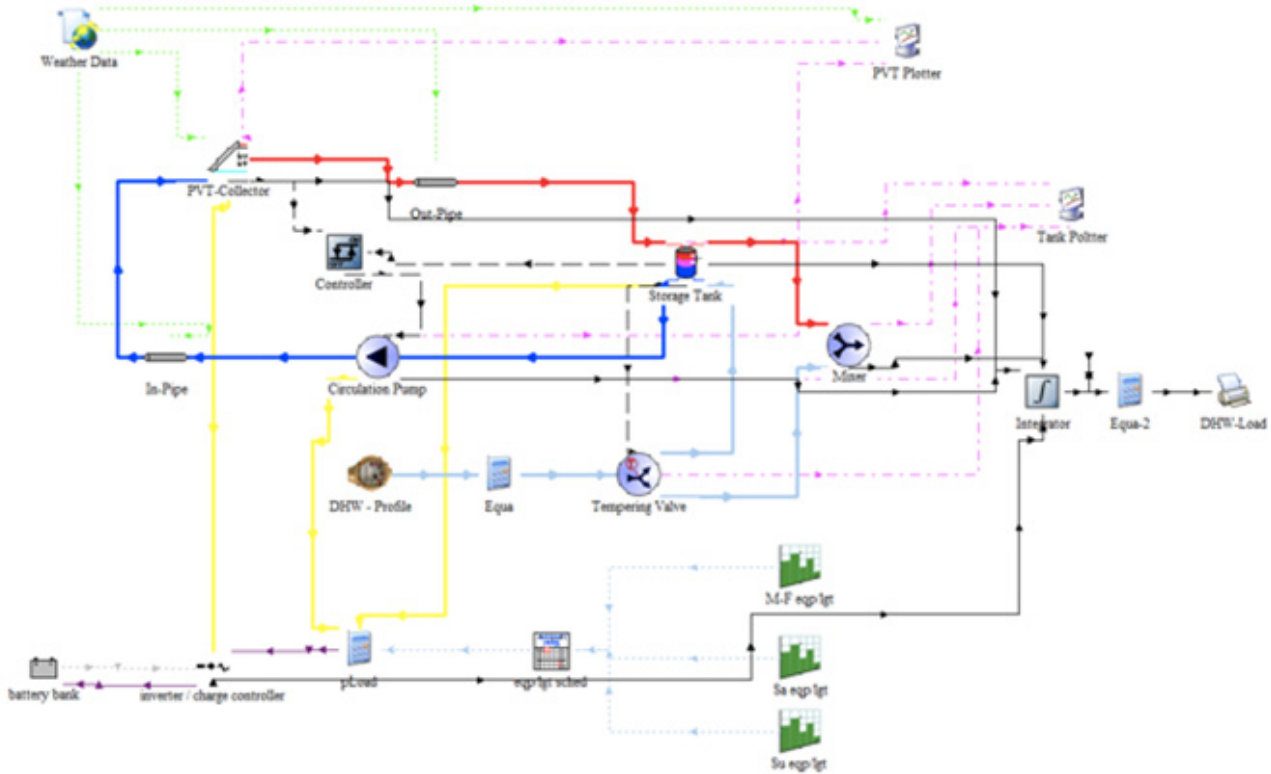 Weather Data
PVT Plotter
PVT-Collector
Out-Pipe
Tank Poltter
Controller
Storage Tank
In-Pipe
Circulation Pump
Mixer
Integrator
Equa-2
DHW-Load
DHW - Profile
Equa
Tempering Valve
M-F eqp/lgt
battery bank
inverter / charge controller
pLoad
eqp/lgt sched
Sa eqp/lgt
Su eqp/lgt